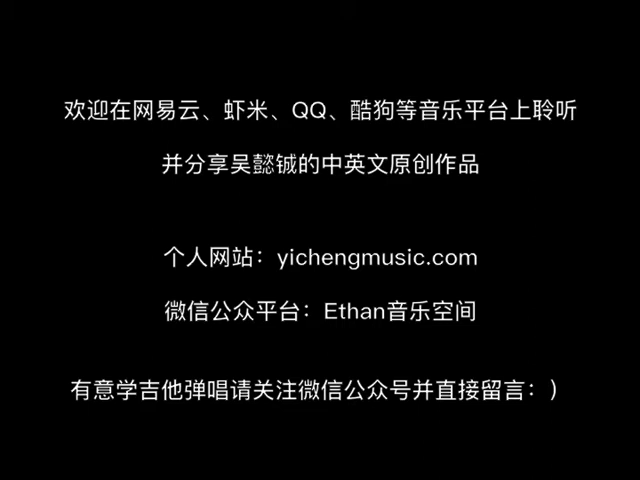 欢迎在网易云、虾米、QQ、酷狗等音乐平台上聆听
并分享吴懿铖的中英文原创作品
个人网站：yichengmusic.com
微信公众平台：Ethan音乐空间
有意学吉他弹唱请关注微信公众号并直接留言：）